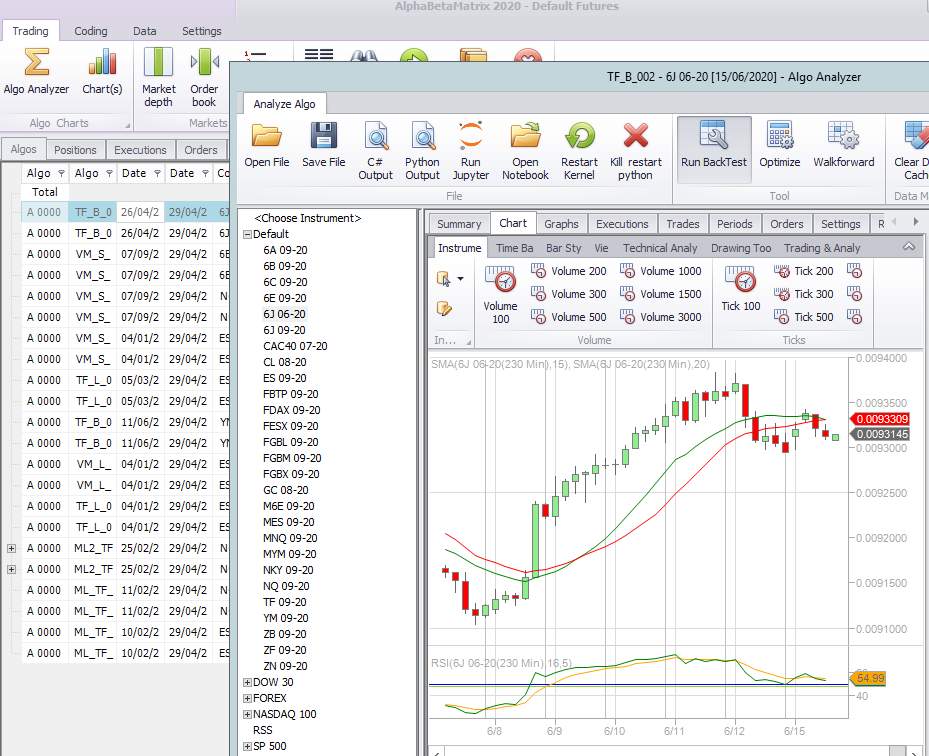 AlphaBetaMatrix 2020 - Default Futures
Trading Coding Data Settings
Algo Analyzer Chart(s) Market depth Order book
Algo Charts Markets
Algos Positions Executions Orders
Algo Algo Date Date Co
Total
A 0000 TF_B_0 26/04/2 29/04/2 6J
A 0000 TF_B_0 26/04/2 29/04/2 6J
A 0000 VM_S_ 07/09/2 29/04/2 6E
A 0000 VM_S_ 07/09/2 29/04/2 6E
A 0000 VM_S_ 07/09/2 29/04/2
A 0000 VM_S_ 07/09/2 29/04/2
A 0000 VM_S_ 04/01/2 29/04/2 ES
A 0000 VM_S_ 04/01/2 29/04/2 ES
A 0000 TF_L_0 05/03/2 29/04/2 ES
A 0000 TF_L_0 05/03/2 29/04/2 ES
A 0000 TF_B_0 11/06/2 29/04/2 YM
A 0000 TF_B_0 11/06/2 29/04/2 YM
A 0000 VM_L_ 04/01/2 29/04/2 ES
A 0000 VM_L_ 04/01/2 29/04/2 ES
A 0000 TF_L_0 04/01/2 29/04/2 ES
A 0000 TF_L_0 04/01/2 29/04/2 ES
A 0000 ML2_TF 25/02/2 29/04/2
A 0000 ML2_TF 25/02/2 29/04/2
A 0000 ML_TF_ 11/02/2 29/04/2
A 0000 ML_TF_ 11/02/2 29/04/2
A 0000 ML_TF_ 10/02/2 29/04/2 ES
A 0000 ML_TF_ 10/02/2 29/04/2 ES
TF_B_002 - 6J 06-20 [15/06/2020] - Algo Analyzer
Analyze Algo
Open File Save File C# Output Python Output Run Jupyter Open Notebook Restart Kernel Kill restart python Run BackTest Optimize Walkforward Clear D Cach
File Tool Data M
<Choose Instrument>
Default
6A 09-20
6B 09-20
6C 09-20
6E 09-20
6J 06-20
6J 09-20
CAC40 07-20
CL 08-20
ES 09-20
FBTP 09-20
FDAX 09-20
FESX 09-20
FGBL 09-20
FGBM 09-20
FGBX 09-20
GC 08-20
M6E 09-20
MES 09-20
MNQ 09-20
MYM 09-20
NKY 09-20
NQ 09-20
TF 09-20
YM 09-20
ZB 09-20
ZF 09-20
ZN 09-20
DOW 30
FOREX
NASDAQ 100
RSS
SP 500
Summary Chart Graphs Executions Trades Periods Orders Settings R
Instrume Time Ba Bar Sty Vie Technical Analy Drawing Too Trading & Analy
Volume 100 Volume 200 Volume 1000 Tick 100 Tick 200
Volume 300 Volume 1500 Tick 300
Volume 500 Volume 3000 Tick 500
In... Volume Ticks
SMA(6J 06-20(230 Min),15), SMA(6J 06-20(230 Min),20)
0.0094000
0.0093500
0.0093309
0.0093145
0.0093000
0.0092500
0.0092000
0.0091500
0.0091000
RSI(6J 06-20(230 Min),16,5)
54.99
40
6/8 6/9 6/10 6/11 6/12 6/15